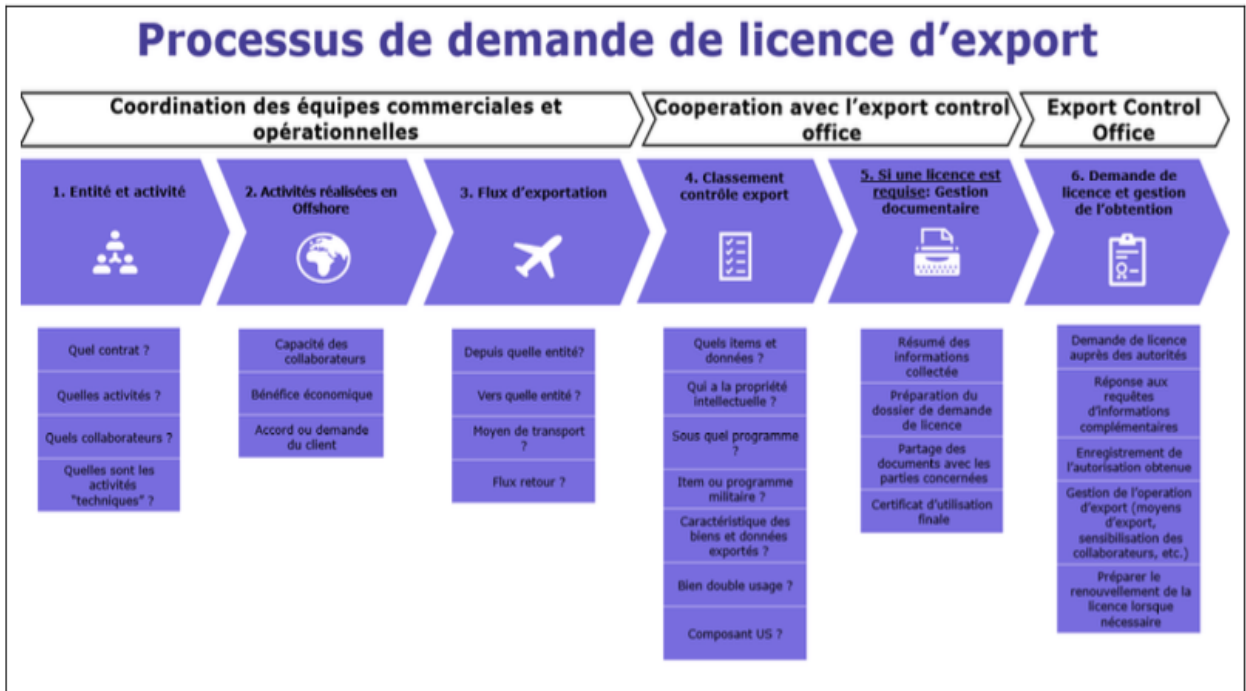 Processus de demande de licence d'export
Coordination des équipes commerciales et
opérationnelles
Cooperation avec l'export control
office
Export Control
Office
1. Entité et activité
2. Activités réalisées en
Offshore
3. Flux d'exportation
4. Classement
contrôle export
5. Si une licence est
requise: Gestion
documentaire
6. Demande de
licence et gestion
de l'obtention
Quel contrat ?
Quelles activités ?
Quels collaborateurs ?
Quelles sont les
activités
"techniques" ?
Capacité des
collaborateurs
Bénéfice économique
Accord ou demande
du client
Depuis quelle entité?
Vers quelle entité ?
Moyen de transport
?
Flux retour ?
Quels items et
données ?
Qui a la propriété
intellectuelle ?
Sous quel programme
?
Item ou programme
militaire ?
Caractéristique des
biens et données
exportés ?
Bien double usage ?
Composant US ?
Résumé des
informations
collectée
Préparation du
dossier de demande
de licence
Partage des
documents avec les
parties concernées
Certificat d'utilisation
finale
Demande de licence
auprès des autorités
Réponse aux
requêtes
d'informations
complémentaires
Enregistrement de
l'autorisation obtenue
Gestion de l'operation
d'export (moyens
d'export,
sensibilisation des
collaborateurs, etc.)
Préparer le
renouvellement de la
licence lorsque
nécessaire